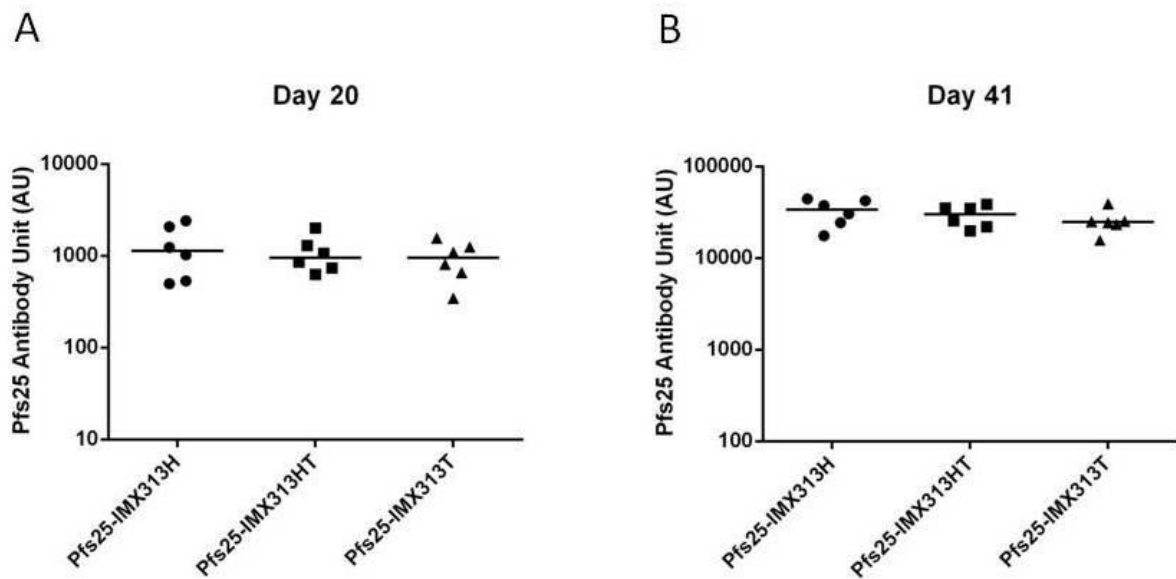 A
Day 20
Pfs25 Antibody Unit (AU)
10000
1000
100
10
Pfs25-IMX313H
Pfs25-IMX313HT
Pfs25-IMX313T
B
Day 41
Pfs25 Antibody Unit (AU)
100000
10000
1000
100
Pfs25-IMX313H
Pfs25-IMX313HT
Pfs25-IMX313T